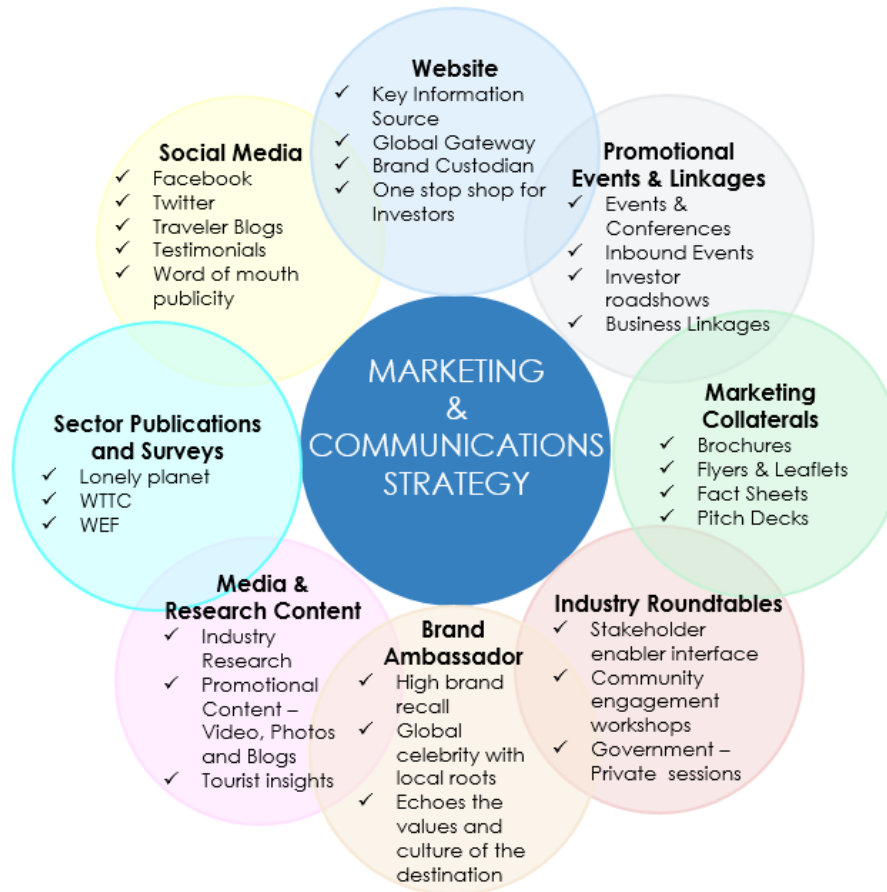 Website
✓ Key Information
Source
✓ Global Gateway
✓ Brand Custodian
✓ One stop shop for
Investors
Promotional
Events & Linkages
✓ Events &
Conferences
✓ Inbound Events
✓ Investor
roadshows
✓ Business Linkages
Marketing
Collaterals
✓ Brochures
✓ Flyers & Leaflets
✓ Fact Sheets
✓ Pitch Decks
Industry Roundtables
✓ Stakeholder
enabler interface
✓ Community
engagement
workshops
✓ Government –
Private sessions
Brand
Ambassador
✓ High brand
recall
✓ Global
celebrity with
local roots
✓ Echoes the
values and
culture of the
destination
Media &
Research Content
✓ Industry
Research
✓ Promotional
Content –
Video, Photos
and Blogs
✓ Tourist insights
Sector Publications
and Surveys
✓ Lonely planet
✓ WTTC
✓ WEF
Social Media
✓ Facebook
✓ Twitter
✓ Traveler Blogs
✓ Testimonials
✓ Word of mouth
publicity
MARKETING
&
COMMUNICATIONS
STRATEGY